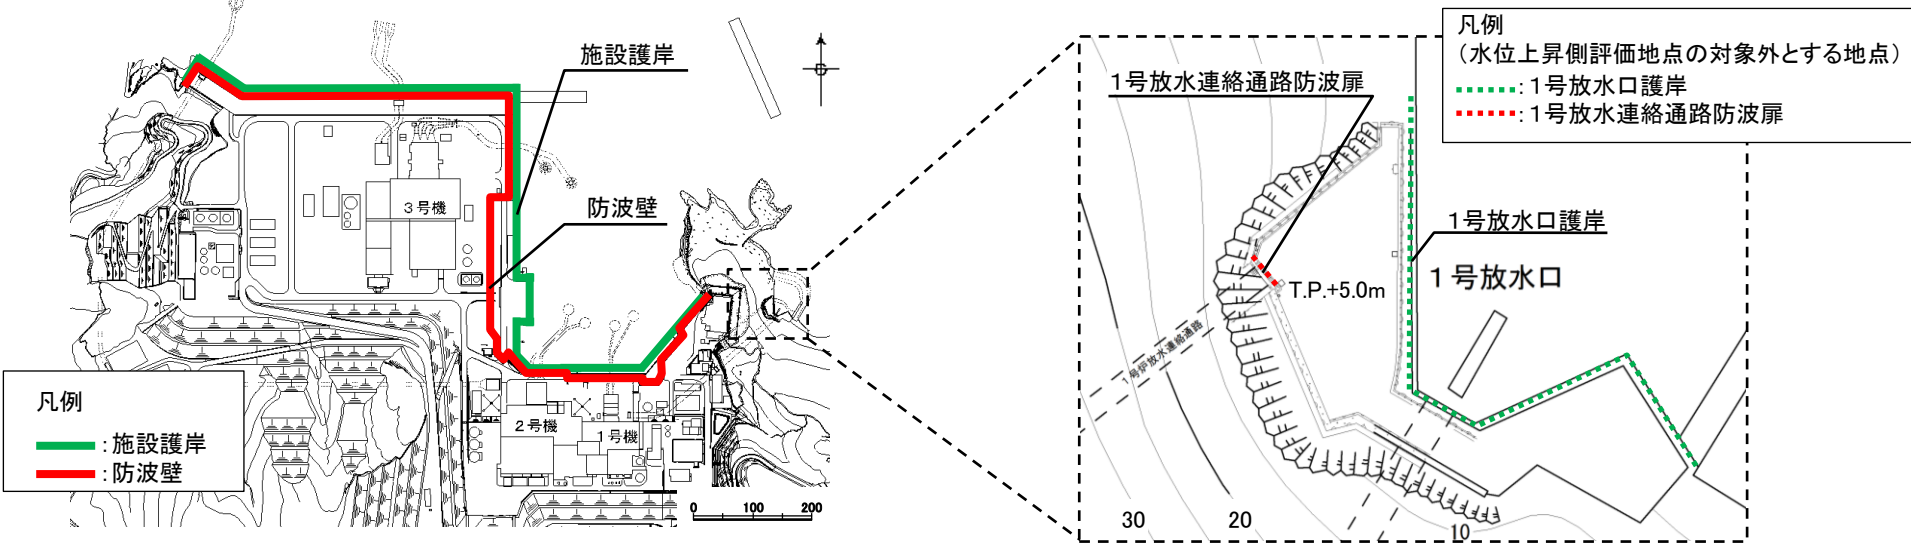 施設護岸
防波壁
3号機
2号機
1号機
凡例
：施設護岸
：防波壁
0 100 200
凡例
（水位上昇側評価地点の対象外とする地点）
：1号放水口護岸
：1号放水連絡通路防波扉
1号放水連絡通路防波扉
1号放水口護岸
1号放水口
T.P.+5.0m
1号炉放水連絡通路
30
20
10